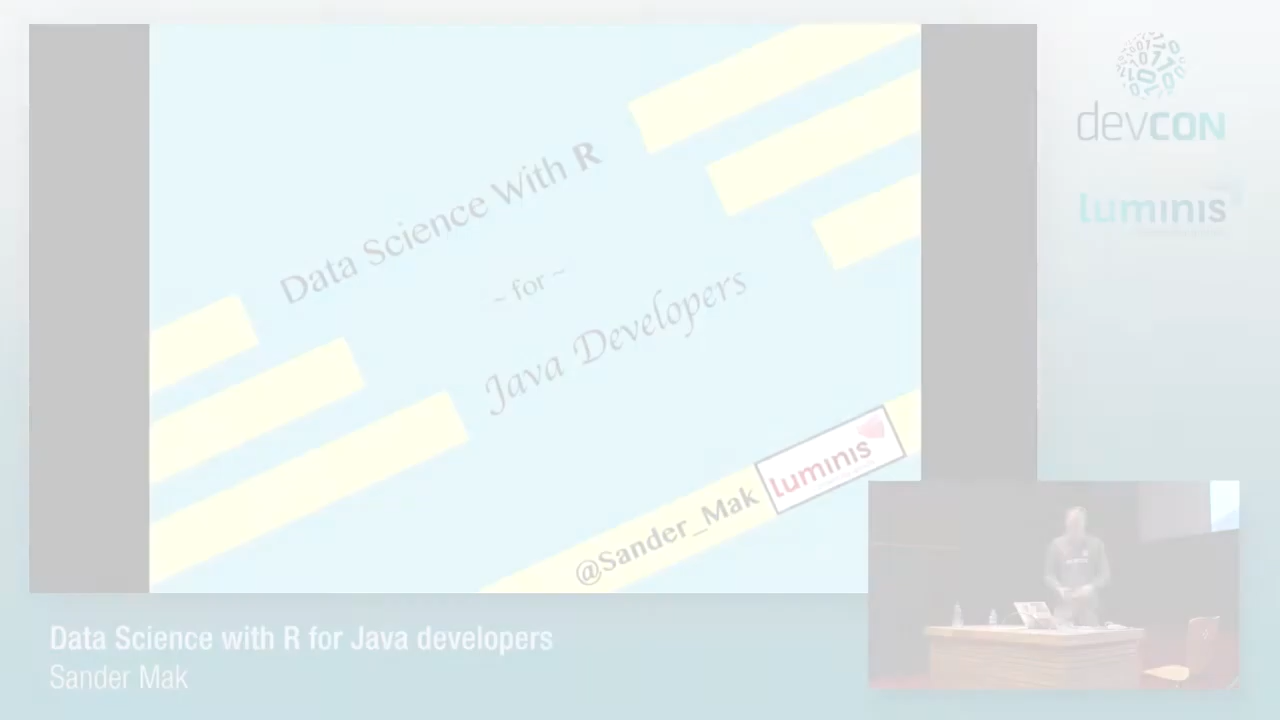 Data Science With R
~ for ~
Java Developers
@Sander_Mak
luminis
devcon
luminis
Data Science with R for Java developers
Sander Mak